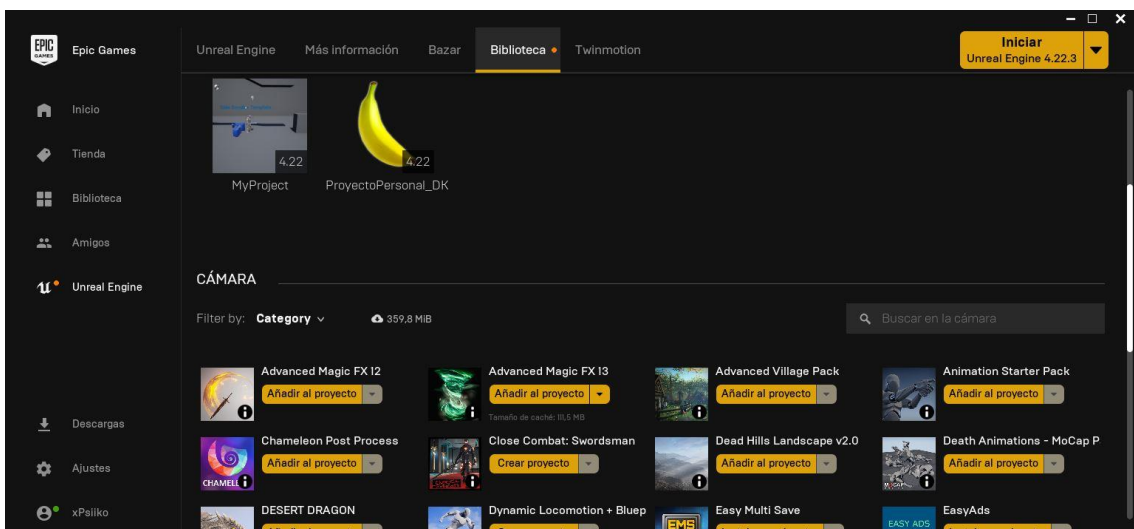 EPIC GAMES
Epic Games
Unreal Engine
Más información
Bazar
Biblioteca
Twinmotion
Iniciar
Unreal Engine 4.22.3
Inicio
Tienda
Biblioteca
Amigos
Unreal Engine
Descargas
Ajustes
xPsiiko
4.22
4.22
MyProject
ProyectoPersonal_DK
CÁMARA
Filter by: Category
359,8 MiB
Buscar en la cámara
Advanced Magic FX 12
Añadir al proyecto
Advanced Magic FX 13
Añadir al proyecto
Tamaño de caché: 111,5 MB
Advanced Village Pack
Añadir al proyecto
Animation Starter Pack
Añadir al proyecto
Chameleon Post Process
Añadir al proyecto
CHAMELE
Close Combat: Swordsman
Crear proyecto
Dead Hills Landscape v2.0
Añadir al proyecto
Death Animations - MoCap P
Añadir al proyecto
MOCAP
DESERT DRAGON
Dynamic Locomotion + Bluep
Easy Multi Save
EMS
EasyAds
EASY ADS